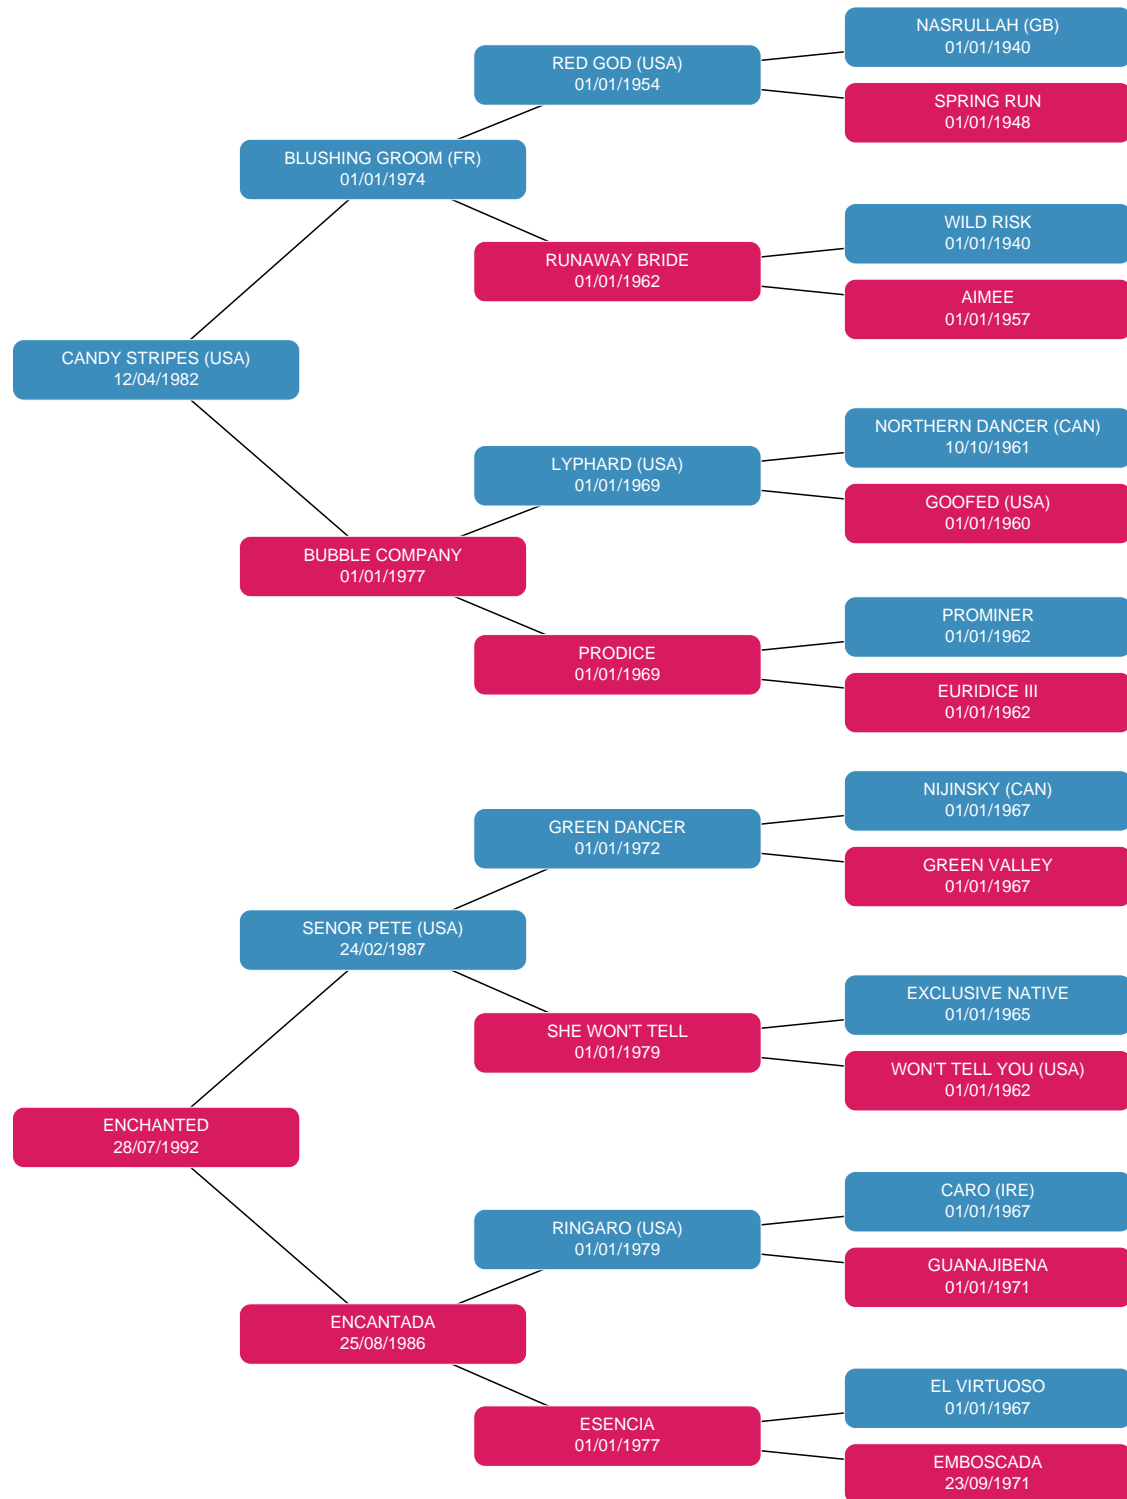 NASRULLAH (GB)
01/01/1940
RED GOD (USA)
01/01/1954
SPRING RUN
01/01/1948
BLUSHING GROOM (FR)
01/01/1974
WILD RISK
01/01/1940
RUNAWAY BRIDE
01/01/1962
AIMEE
01/01/1957
CANDY STRIPES (USA)
12/04/1982
NORTHERN DANCER (CAN)
10/10/1961
LYPHARD (USA)
01/01/1969
GOOFED (USA)
01/01/1960
BUBBLE COMPANY
01/01/1977
PROMINER
01/01/1962
PRODICE
01/01/1969
EURIDICE III
01/01/1962
NIJINSKY (CAN)
01/01/1967
GREEN DANCER
01/01/1972
GREEN VALLEY
01/01/1967
SENOR PETE (USA)
24/02/1987
EXCLUSIVE NATIVE
01/01/1965
SHE WON'T TELL
01/01/1979
WON'T TELL YOU (USA)
01/01/1962
ENCHANTED
28/07/1992
CARO (IRE)
01/01/1967
RINGARO (USA)
01/01/1979
GUANAJIBENA
01/01/1971
ENCANTADA
25/08/1986
EL VIRTUOSO
01/01/1967
ESENCIA
01/01/1977
EMBOSCADA
23/09/1971